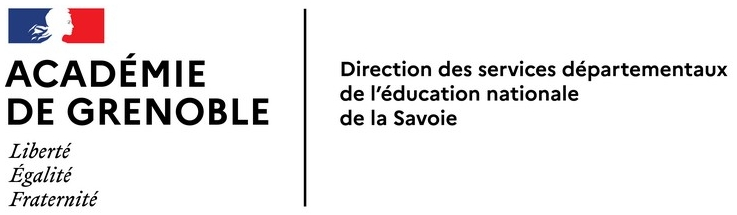 ACADÉMIE
DE GRENOBLE
Liberté
Égalité
Fraternité
Direction des services départementaux
de l'éducation nationale
de la Savoie